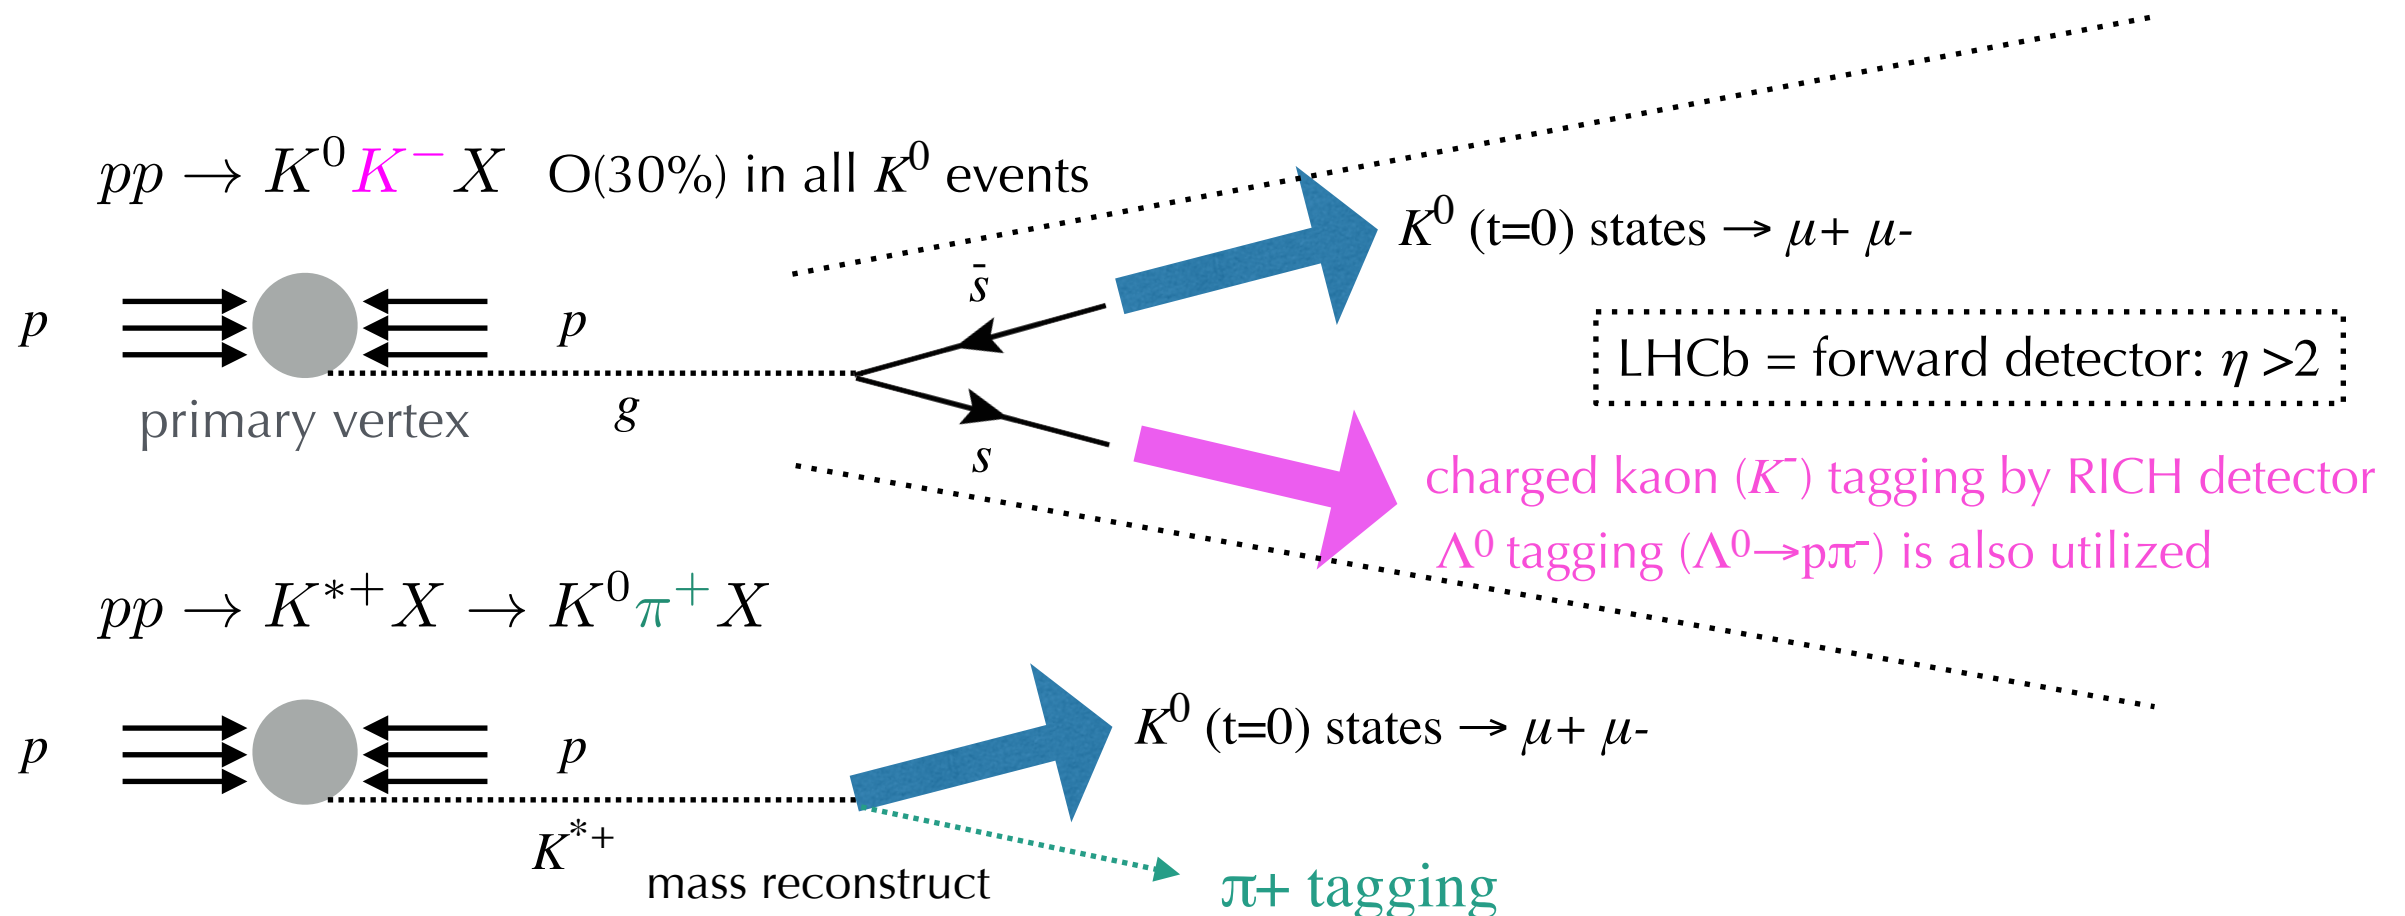 pp → K⁰K⁻X O(30%) in all K⁰ events
K⁰ (t=0) states → μ+ μ-
s̄
p
p
LHCb = forward detector: η >2
primary vertex
g
s
charged kaon (K⁻) tagging by RICH detector
Λ⁰ tagging (Λ⁰→pπ⁻) is also utilized
pp → K*⁺X → K⁰π⁺X
K⁰ (t=0) states → μ+ μ-
p
p
K*⁺
mass reconstruct
π+ tagging